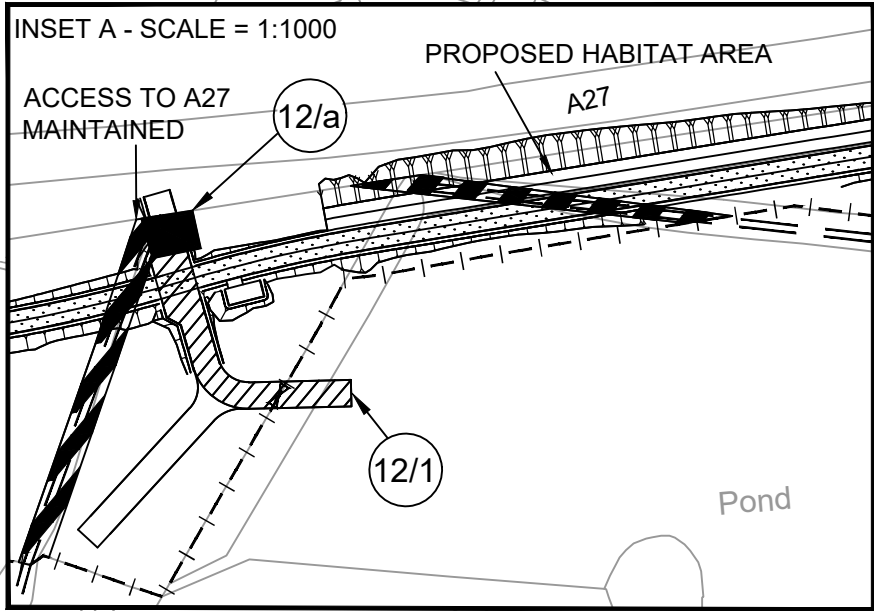 INSET A - SCALE = 1:1000
PROPOSED HABITAT AREA
A27
ACCESS TO A27
MAINTAINED
12/a
12/1
Pond